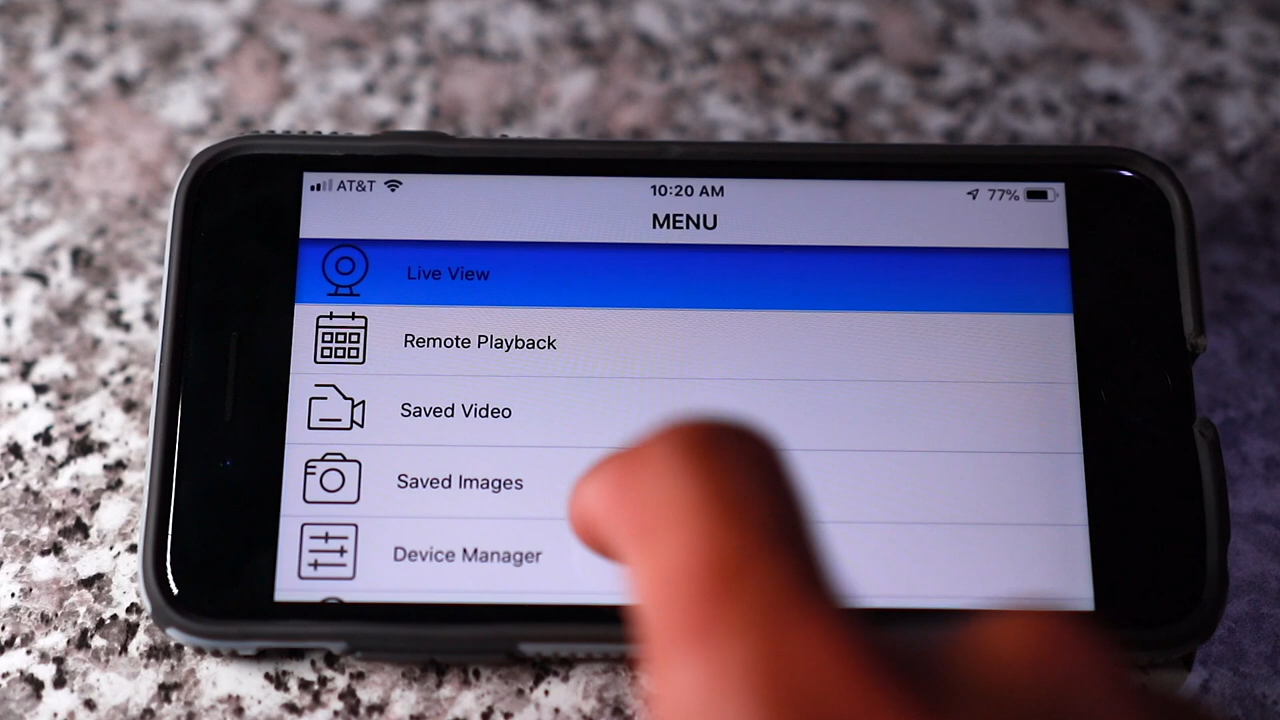 AT&T 10:20 AM 77%
MENU
Live View
Remote Playback
Saved Video
Saved Images
Device Manager